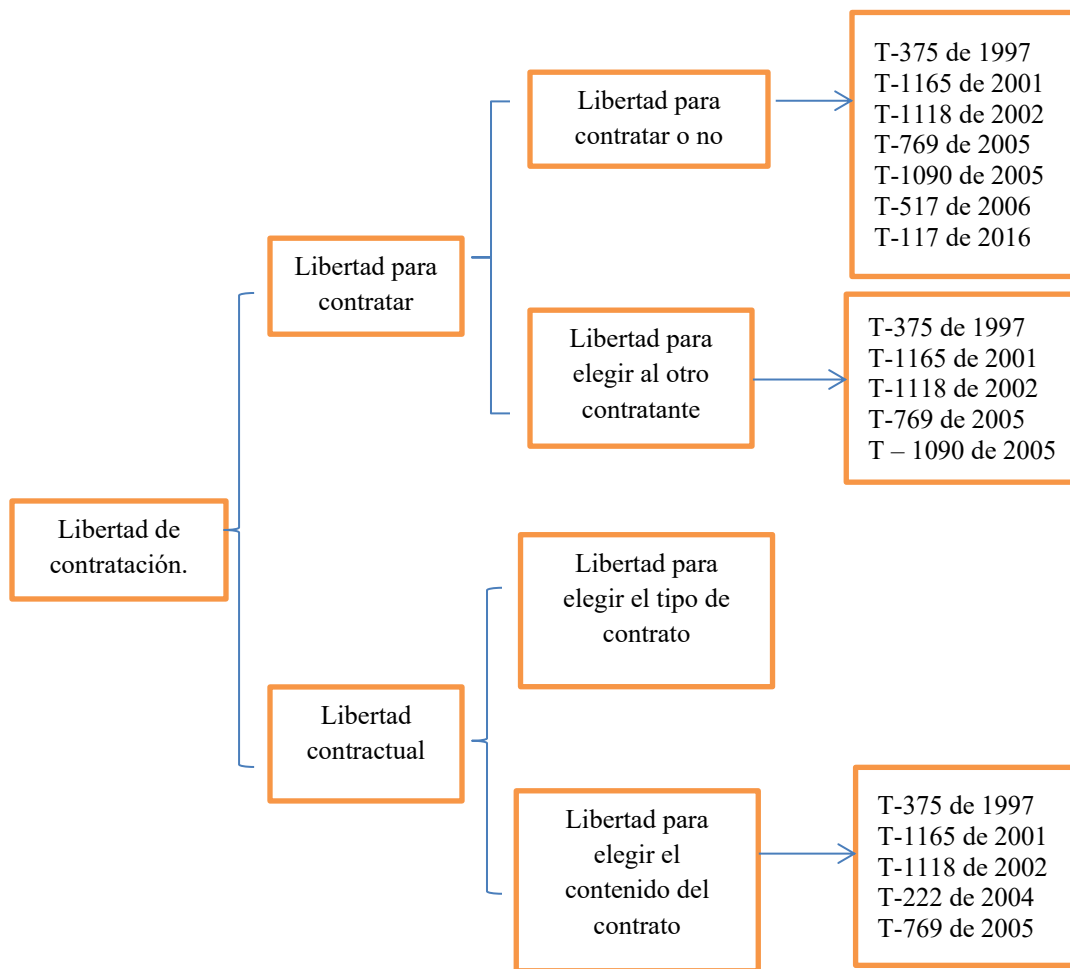 Libertad de
contratación.
Libertad para
contratar
Libertad para
contratar o no
T-375 de 1997
T-1165 de 2001
T-1118 de 2002
T-769 de 2005
T-1090 de 2005
T-517 de 2006
T-117 de 2016
Libertad para
elegir al otro
contratante
T-375 de 1997
T-1165 de 2001
T-1118 de 2002
T-769 de 2005
T – 1090 de 2005
Libertad
contractual
Libertad para
elegir el tipo de
contrato
Libertad para
elegir el
contenido del
contrato
T-375 de 1997
T-1165 de 2001
T-1118 de 2002
T-222 de 2004
T-769 de 2005